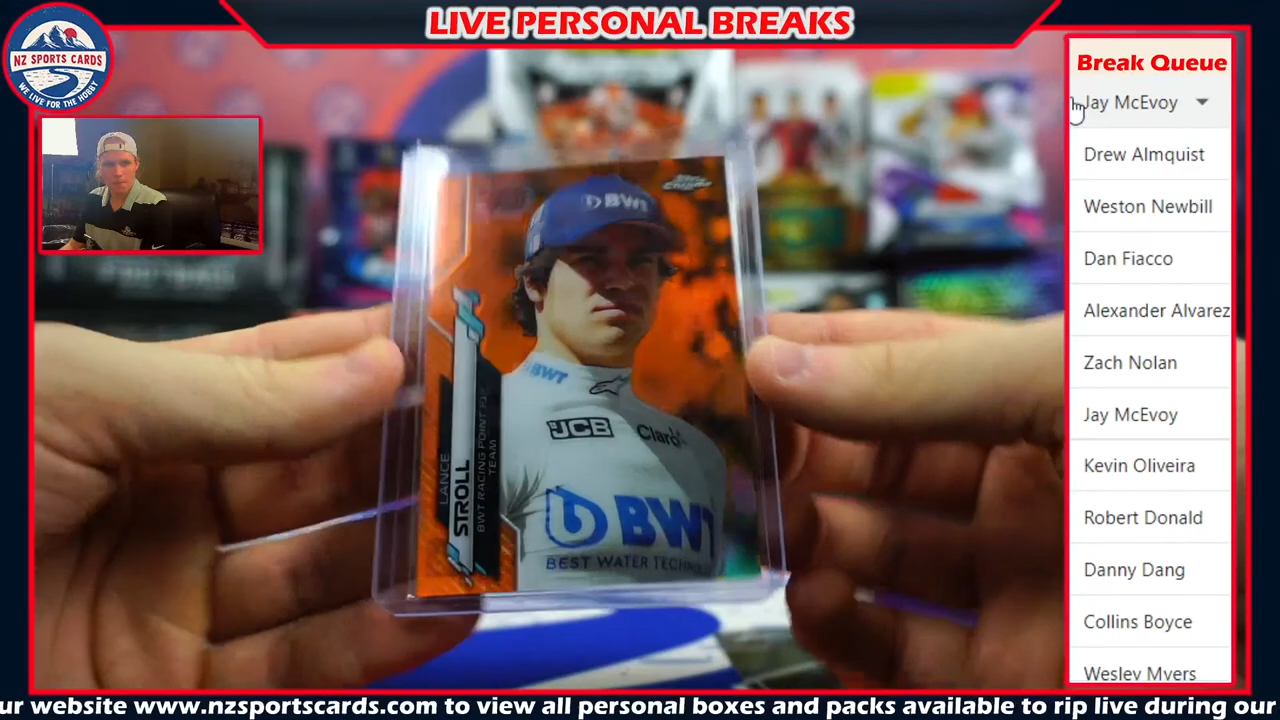 LIVE PERSONAL BREAKS
NZ SPORTS CARDS
WE LIVE FOR THE HOBBY
Break Queue
Jay McEvoy
Drew Almquist
Weston Newbill
Dan Fiacco
Alexander Alvarez
Zach Nolan
Jay McEvoy
Kevin Oliveira
Robert Donald
Danny Dang
Collins Boyce
Wesley Myers
BWT
BWT
JCB
Claro
BWT
BEST WATER
LANCE
STROLL
BWT RACING POINT F1
TEAM
ur website www.nzsportscards.com to view all personal boxes and packs available to rip live during our